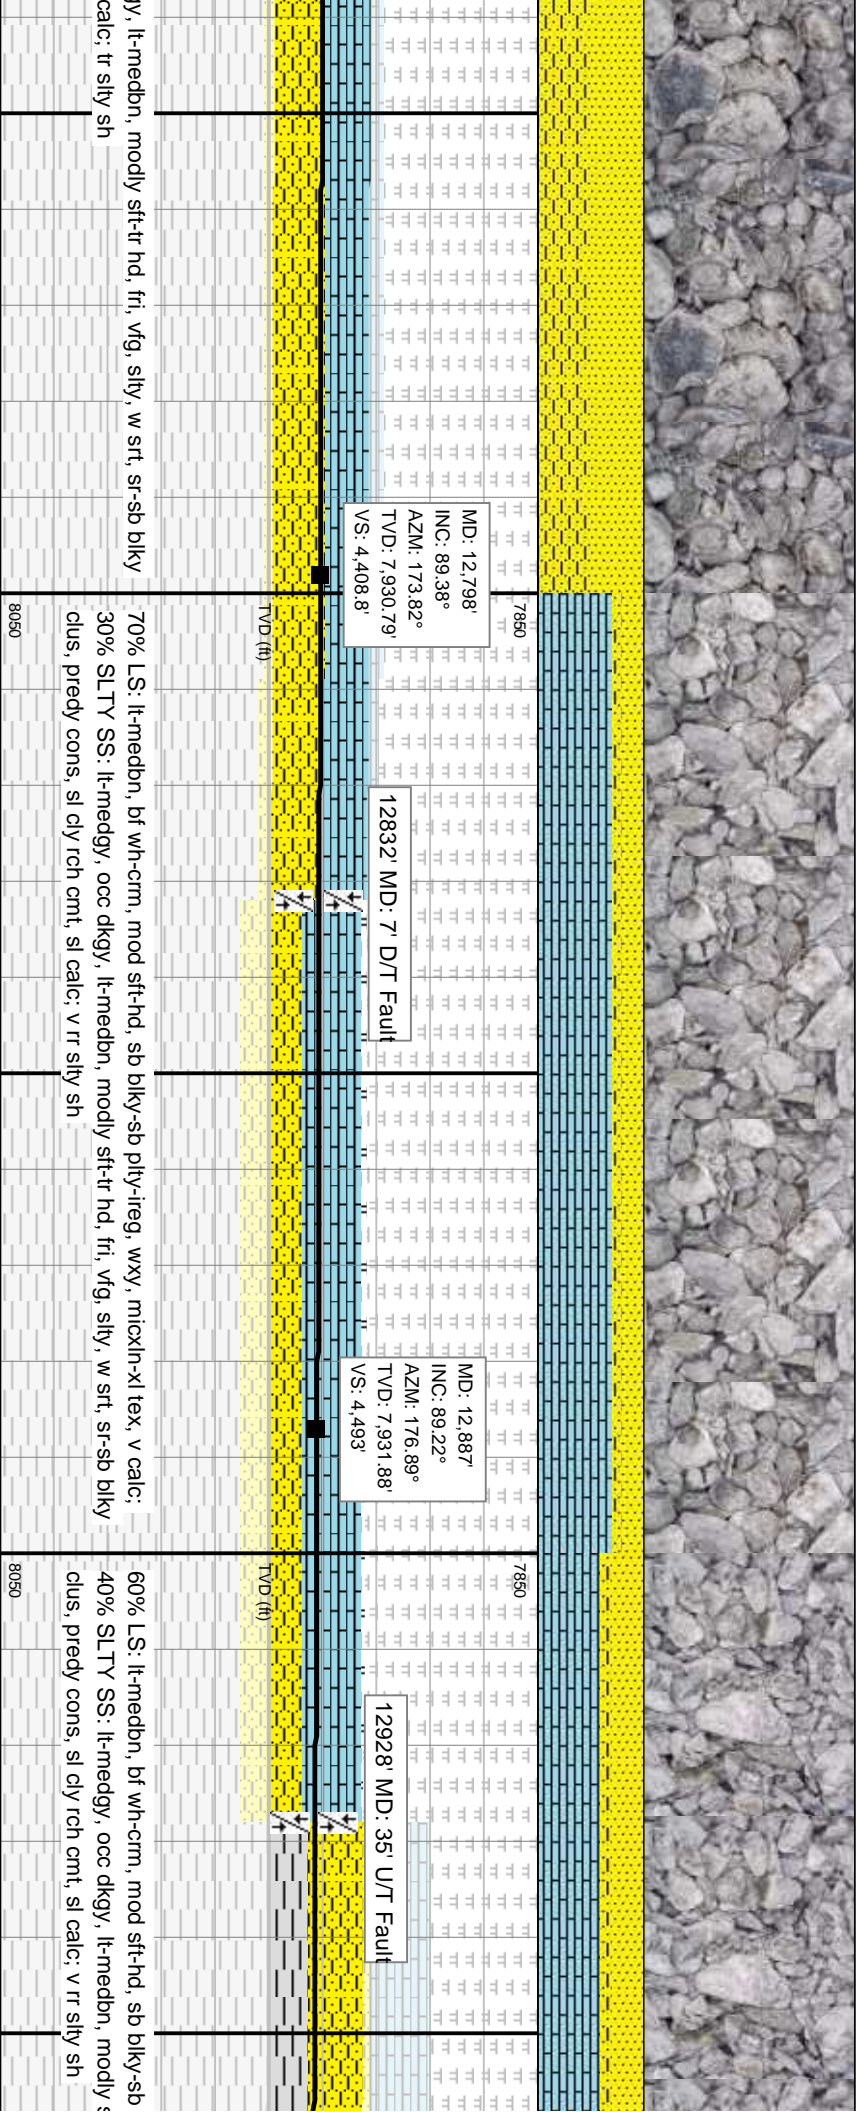 gy, lt-medbn, modly sft-tr hd, fri, vfg, slty, w srt, sr-sb blky
calc; tr slty sh
MD: 12,798'
INC: 89.38°
AZM: 173.82°
TVD: 7,930.79'
VS: 4,408.8'
7850
TVD (ft)
8050
70% LS: lt-medbn, bf wh-crm, mod sft-hd, sb blky-sb plty-ireg, wxy, micxln-xl tex, v calc;
30% SLTY SS: lt-medgy, occ dkgy, lt-medbn, modly sft-tr hd, fri, vfg, slty, w srt, sr-sb blky
clus, predy cons, sl cly rch cmt, sl calc; v rr slty sh
12832' MD: 7' D/T Fault
MD: 12,887'
INC: 89.22°
AZM: 176.89°
TVD: 7,931.88'
VS: 4,493'
7850
TVD (ft)
8050
60% LS: lt-medbn, bf wh-crm, mod sft-hd, sb blky-sb
40% SLTY SS: lt-medgy, occ dkgy, lt-medbn, modly s
clus, predy cons, sl cly rch cmt, sl calc; v rr slty sh
12928' MD: 35' U/T Fault